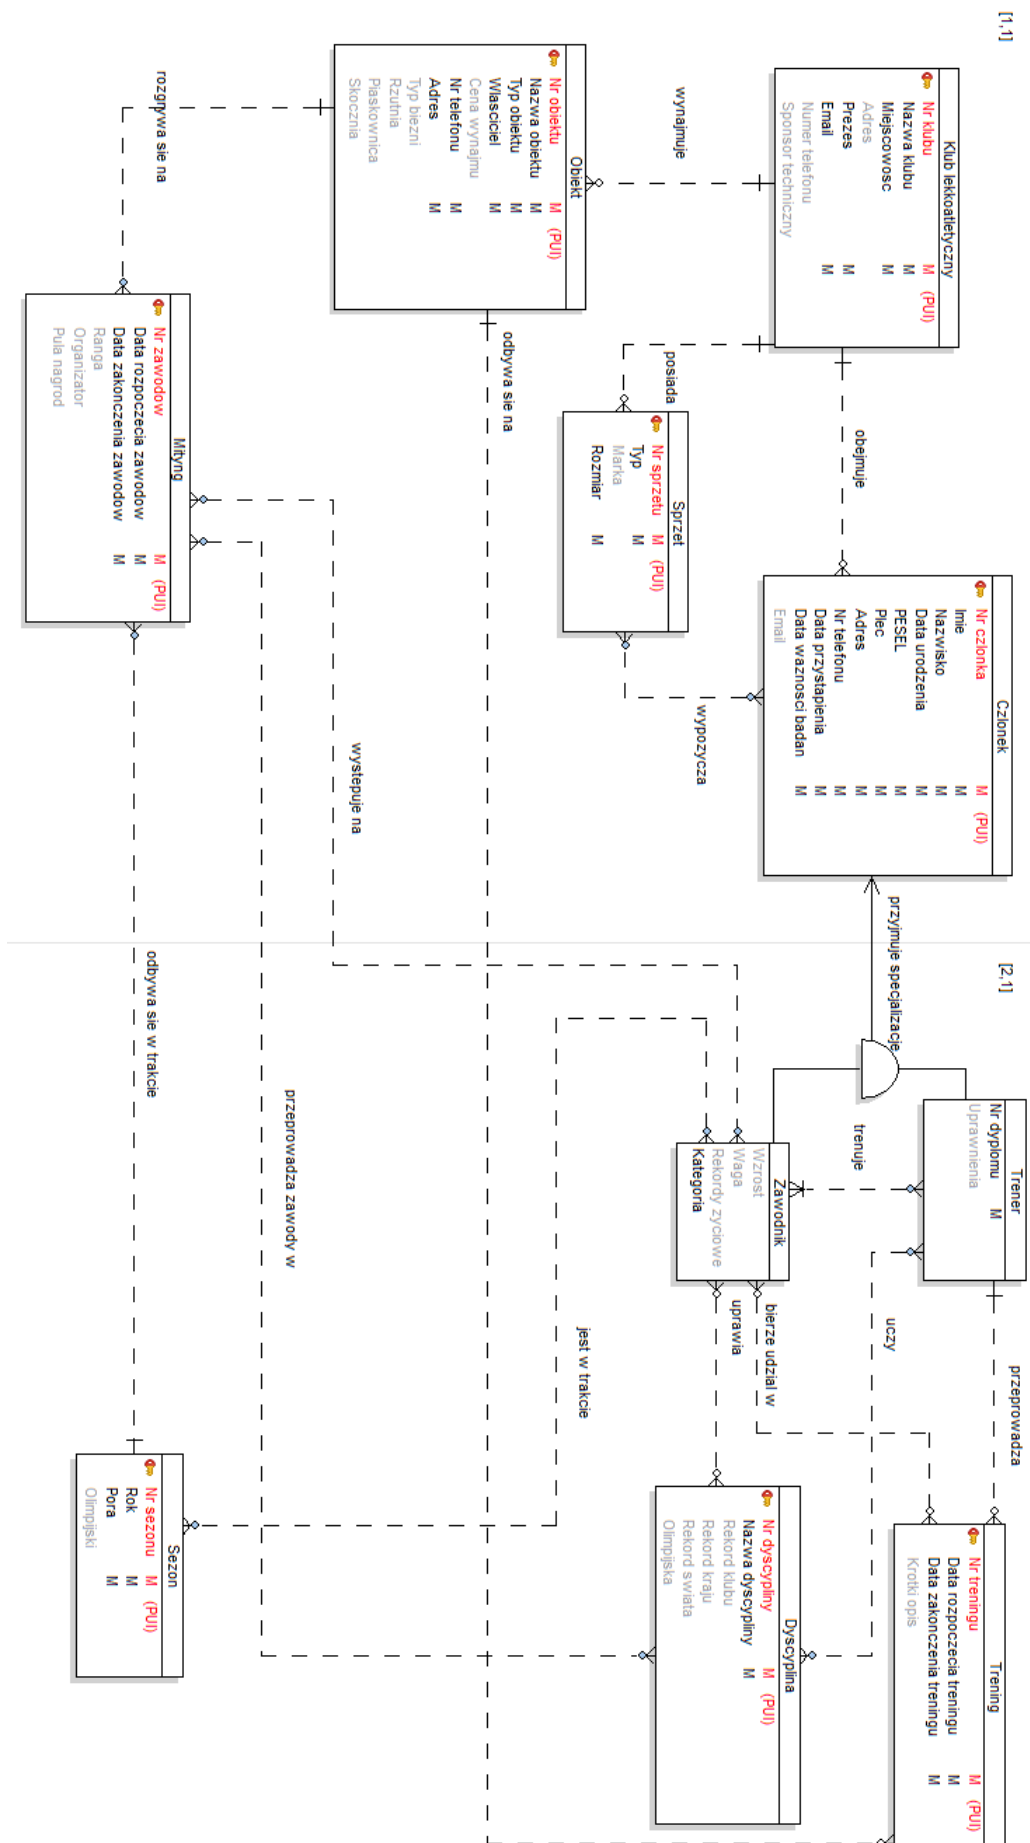 [1,1]
Klub lekkoatletyczny
Nr klubu M (PUI)
Nazwa klubu M
Miejscowosc M
Adres
Prezes M
Email M
Numer telefonu
Sponsor techniczny
obejmuje
Czlonek
Nr czlonka M (PUI)
Imie M
Nazwisko M
Data urodzenia M
PESEL M
Plec M
Adres M
Nr telefonu M
Data przystapienia M
Data waznosci badan M
Email
przyjmuje specjalizacje
[2,1]
Trener
Nr dyplomu M
Uprawnienia
przeprowadza
Trening
Nr treningu M (PUI)
Data rozpoczecia treningu M
Data zakonczenia treningu M
Krotki opis
wynajmuje
posiada
Sprzet
Nr sprzetu M (PUI)
Typ M
Marka
Rozmiar M
wypozycza
trenuje
uczy
Zawodnik
Wzrost
Waga
Rekordy zyciowe
Kategoria
bierze udzial w
uprawia
Dyscyplina
Nr dyscypliny M (PUI)
Nazwa dyscypliny M
Rekord klubu
Rekord kraju
Rekord swiata
Olimpijska
Obiekt
Nr obiektu M (PUI)
Nazwa obiektu M
Typ obiektu M
Wlasciciel M
Cena wynajmu
Nr telefonu M
Adres M
Typ biezni
Rzutnia
Piaskownica
Skocznia
odbywa sie na
jest w trakcie
wystepuje na
przeprowadza zawody w
rozgrywa sie na
Mityng
Nr zawodow M (PUI)
Data rozpoczecia zawodow M
Data zakonczenia zawodow M
Ranga
Organizator
Pula nagrod
odbywa sie w trakcie
Sezon
Nr sezonu M (PUI)
Rok M
Pora M
Olimpijski